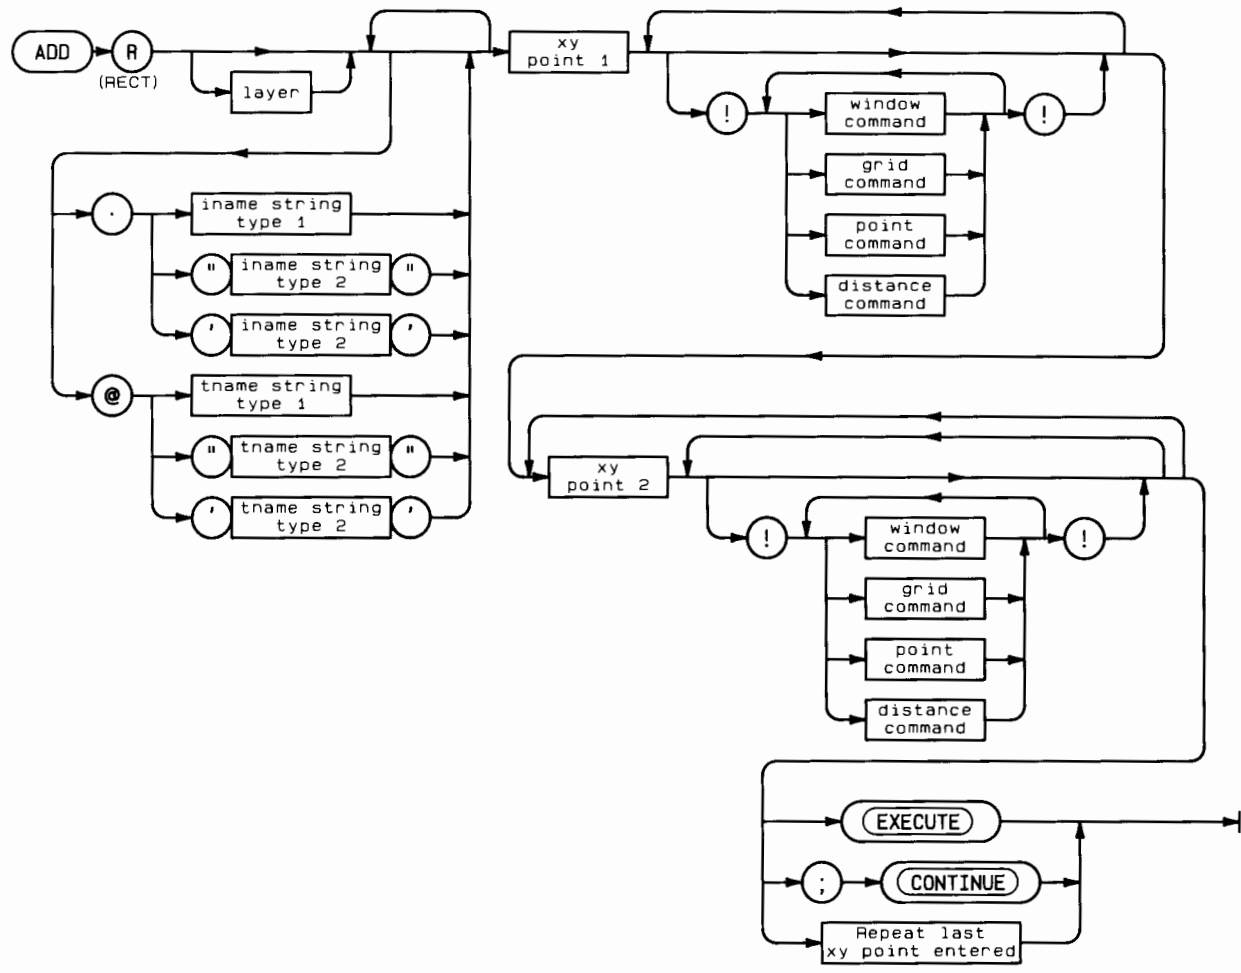 ADD
R
(RECT)
layer
.
iname string
type 1
"
iname string
type 2
"
'
iname string
type 2
'
@
tname string
type 1
"
tname string
type 2
"
'
tname string
type 2
'
xy
point 1
!
window
command
!
grid
command
point
command
distance
command
xy
point 2
!
window
command
!
grid
command
point
command
distance
command
EXECUTE
;
CONTINUE
Repeat last
xy point entered